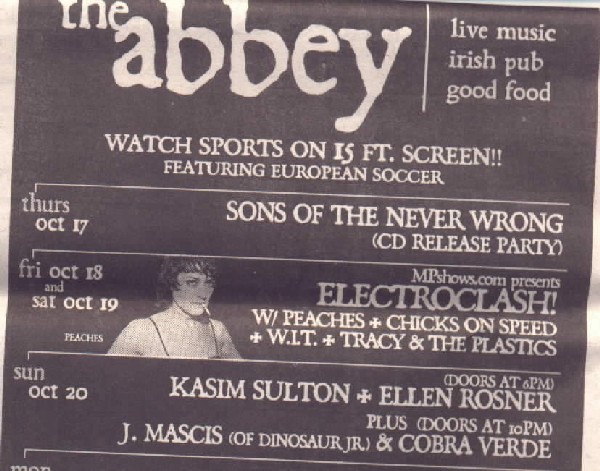 the
abbey
live music
irish pub
good food
WATCH SPORTS ON 15 FT. SCREEN!!
FEATURING EUROPEAN SOCCER
thurs
oct 17
SONS OF THE NEVER WRONG
(CD RELEASE PARTY)
fri oct 18
and
sat oct 19
PEACHES
MPshows.com presents
ELECTROCLASH!
W/ PEACHES + CHICKS ON SPEED
+ W.I.T. + TRACY & THE PLASTICS
sun
oct 20
(DOORS AT 6PM)
KASIM SULTON + ELLEN ROSNER
PLUS (DOORS AT 10PM)
J. MASCIS (OF DINOSAUR JR.) & COBRA VERDE
mon